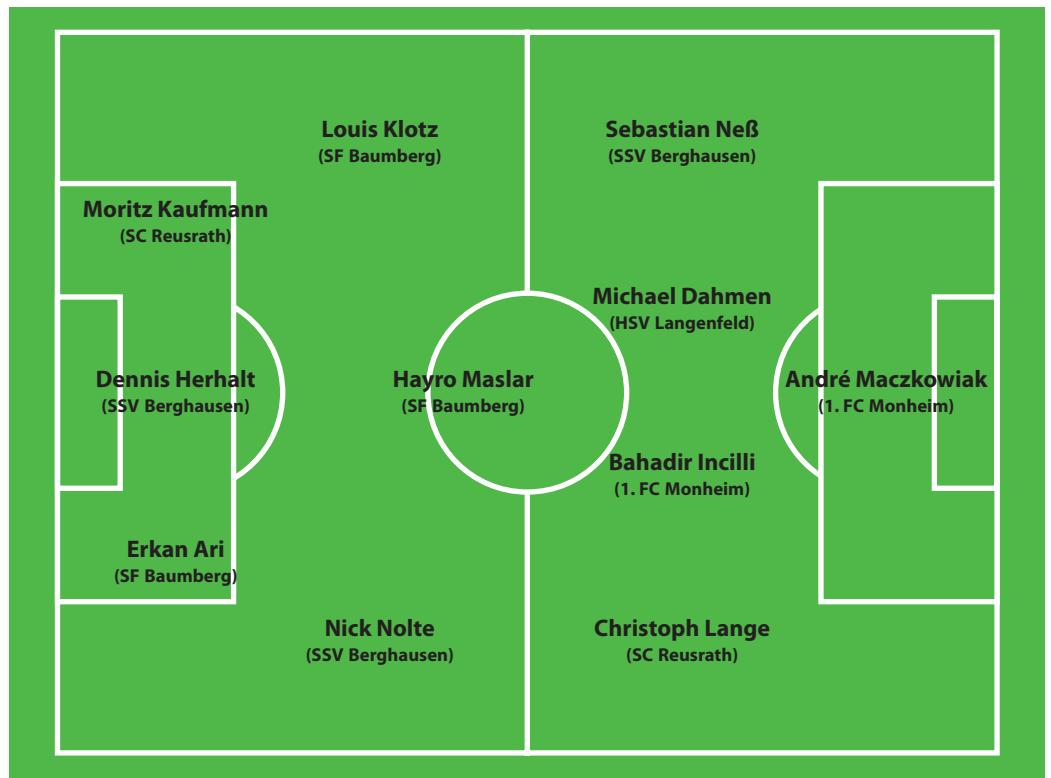 Louis Klotz
(SF Baumberg)
Sebastian Neß
(SSV Berghausen)
Moritz Kaufmann
(SC Reusrath)
Michael Dahmen
(HSV Langenfeld)
Dennis Herhalt
(SSV Berghausen)
Hayro Maslar
(SF Baumberg)
André Maczkowiak
(1. FC Monheim)
Bahadir Incilli
(1. FC Monheim)
Erkan Ari
(SF Baumberg)
Nick Nolte
(SSV Berghausen)
Christoph Lange
(SC Reusrath)